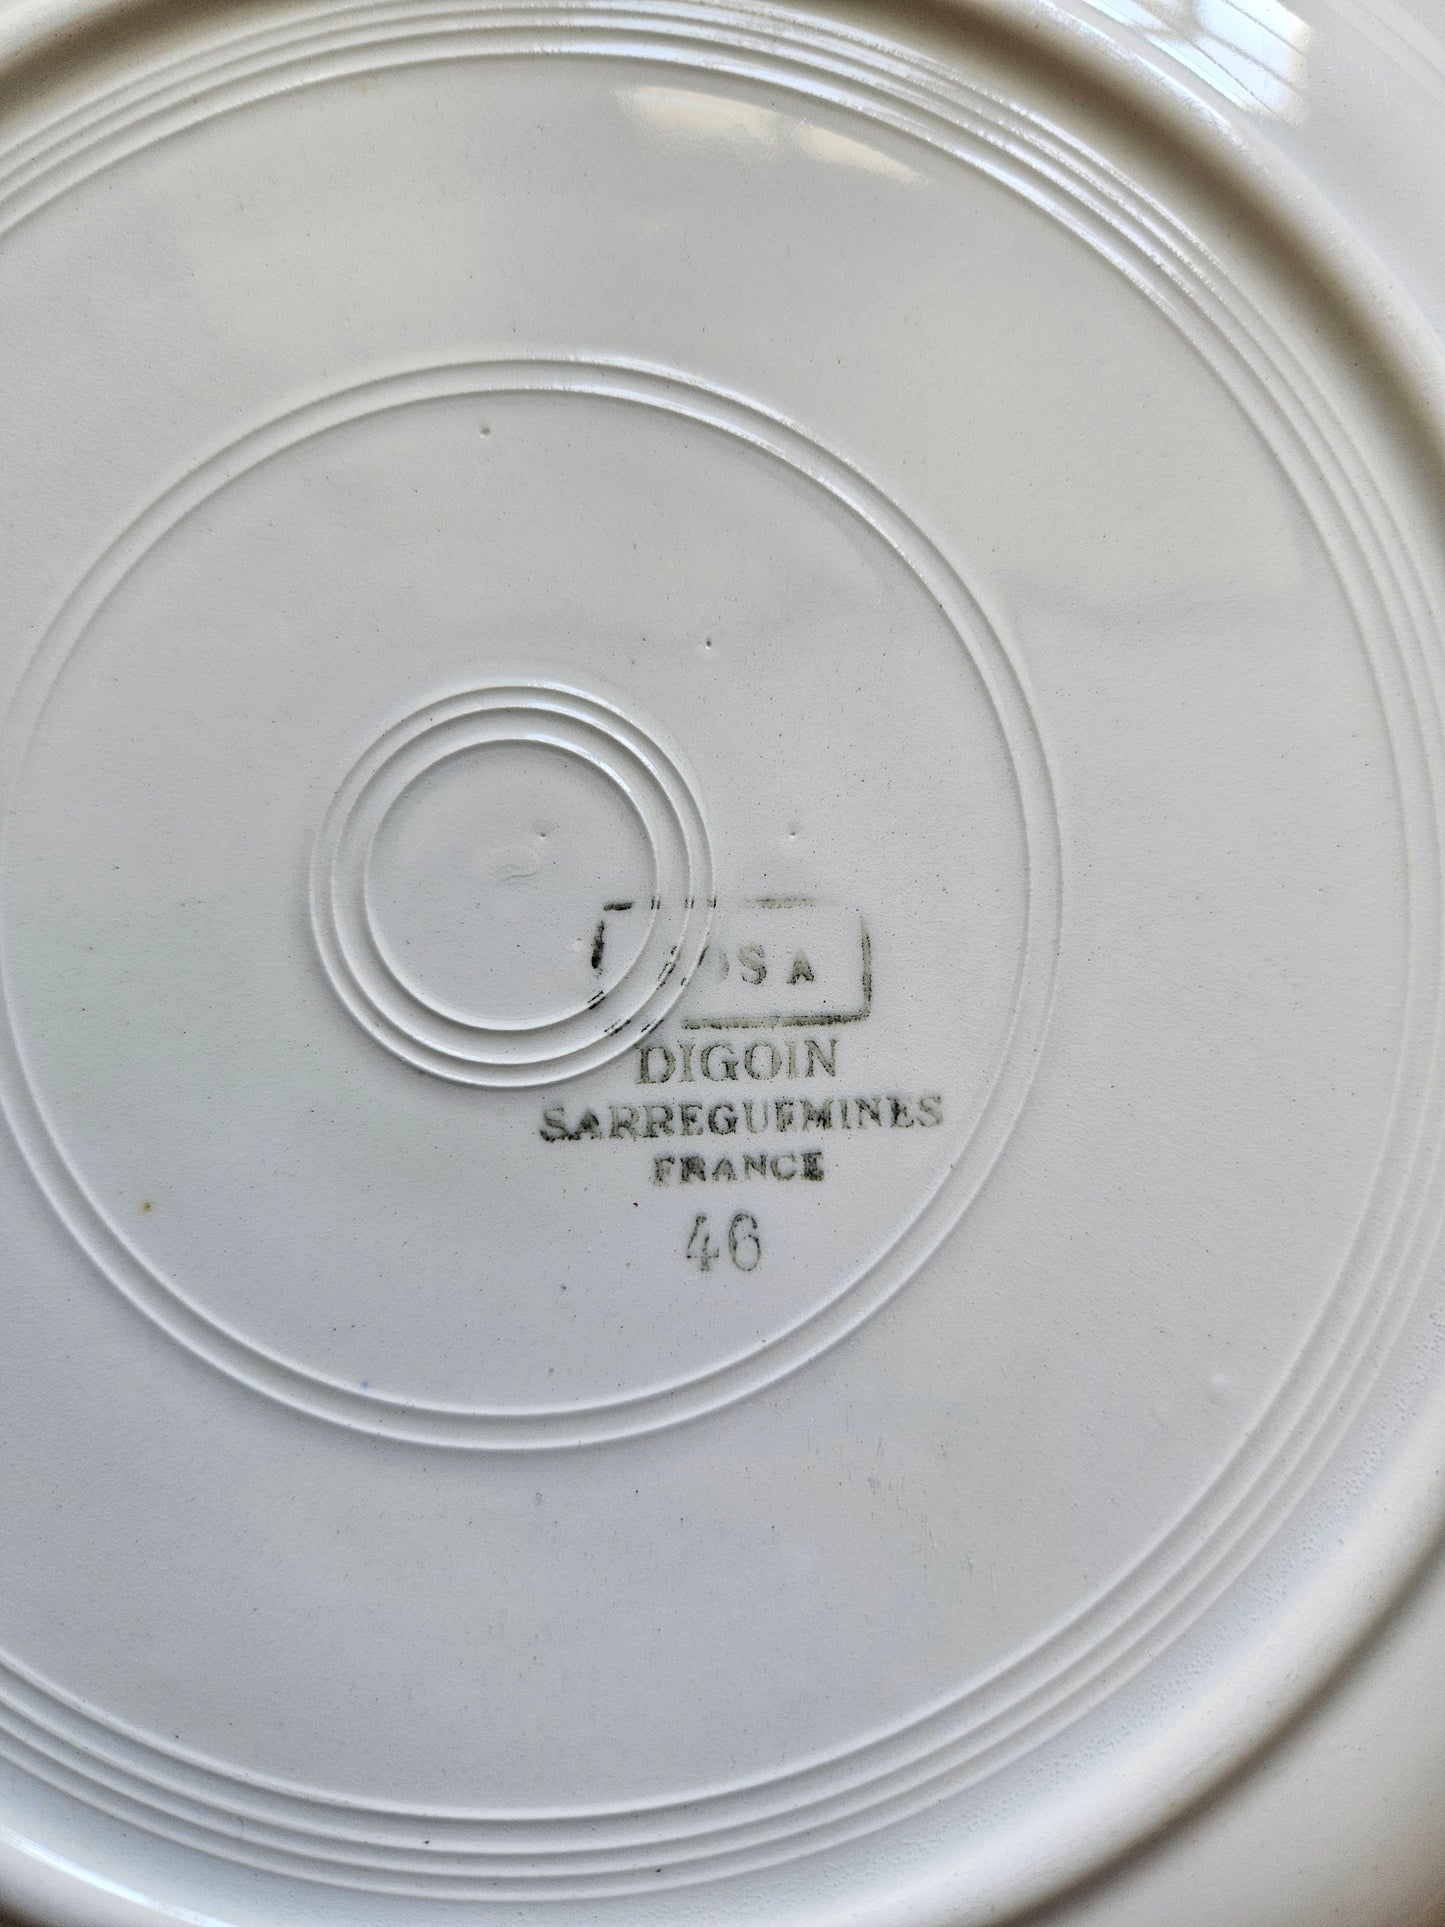 DIGOIN
SARREGUEMINES
FRANCE
46